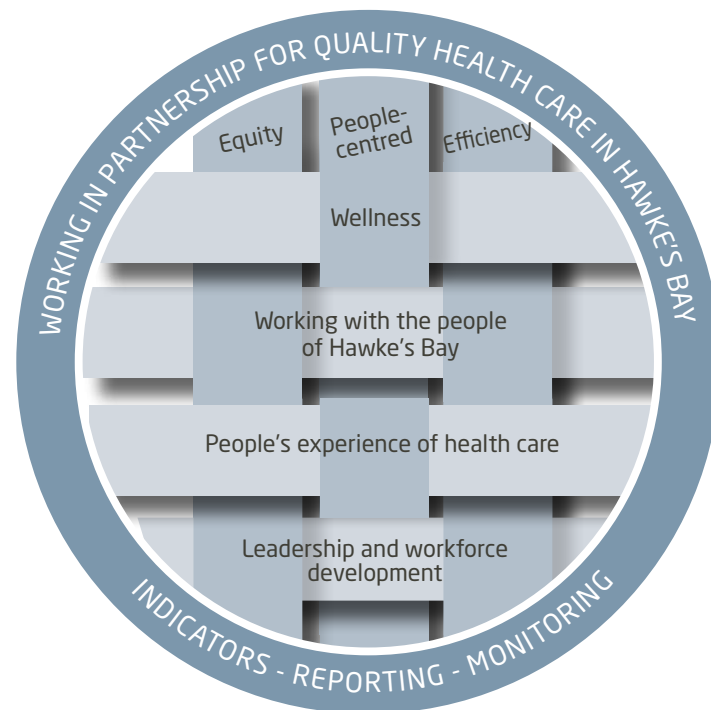 WORKING IN PARTNERSHIP FOR QUALITY HEALTH CARE IN HAWKE'S BAY
Equity
People-
centred
Efficiency
Wellness
Working with the people
of Hawke's Bay
People's experience of health care
Leadership and workforce
development
INDICATORS - REPORTING - MONITORING